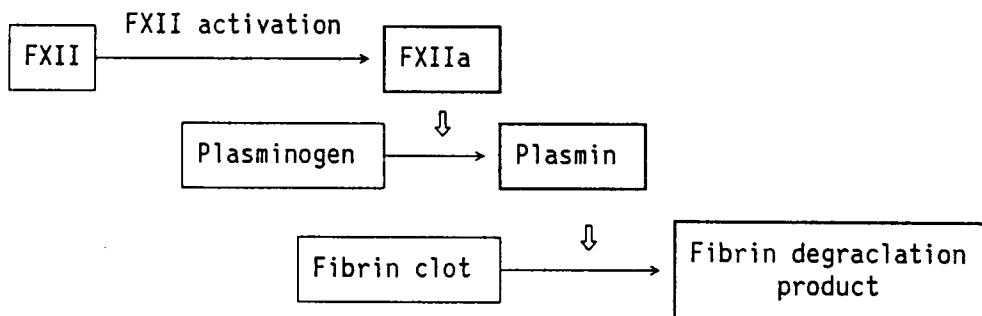 FXII activation
FXII
FXIIa
Plasminogen
Plasmin
Fibrin clot
Fibrin degraclation
product